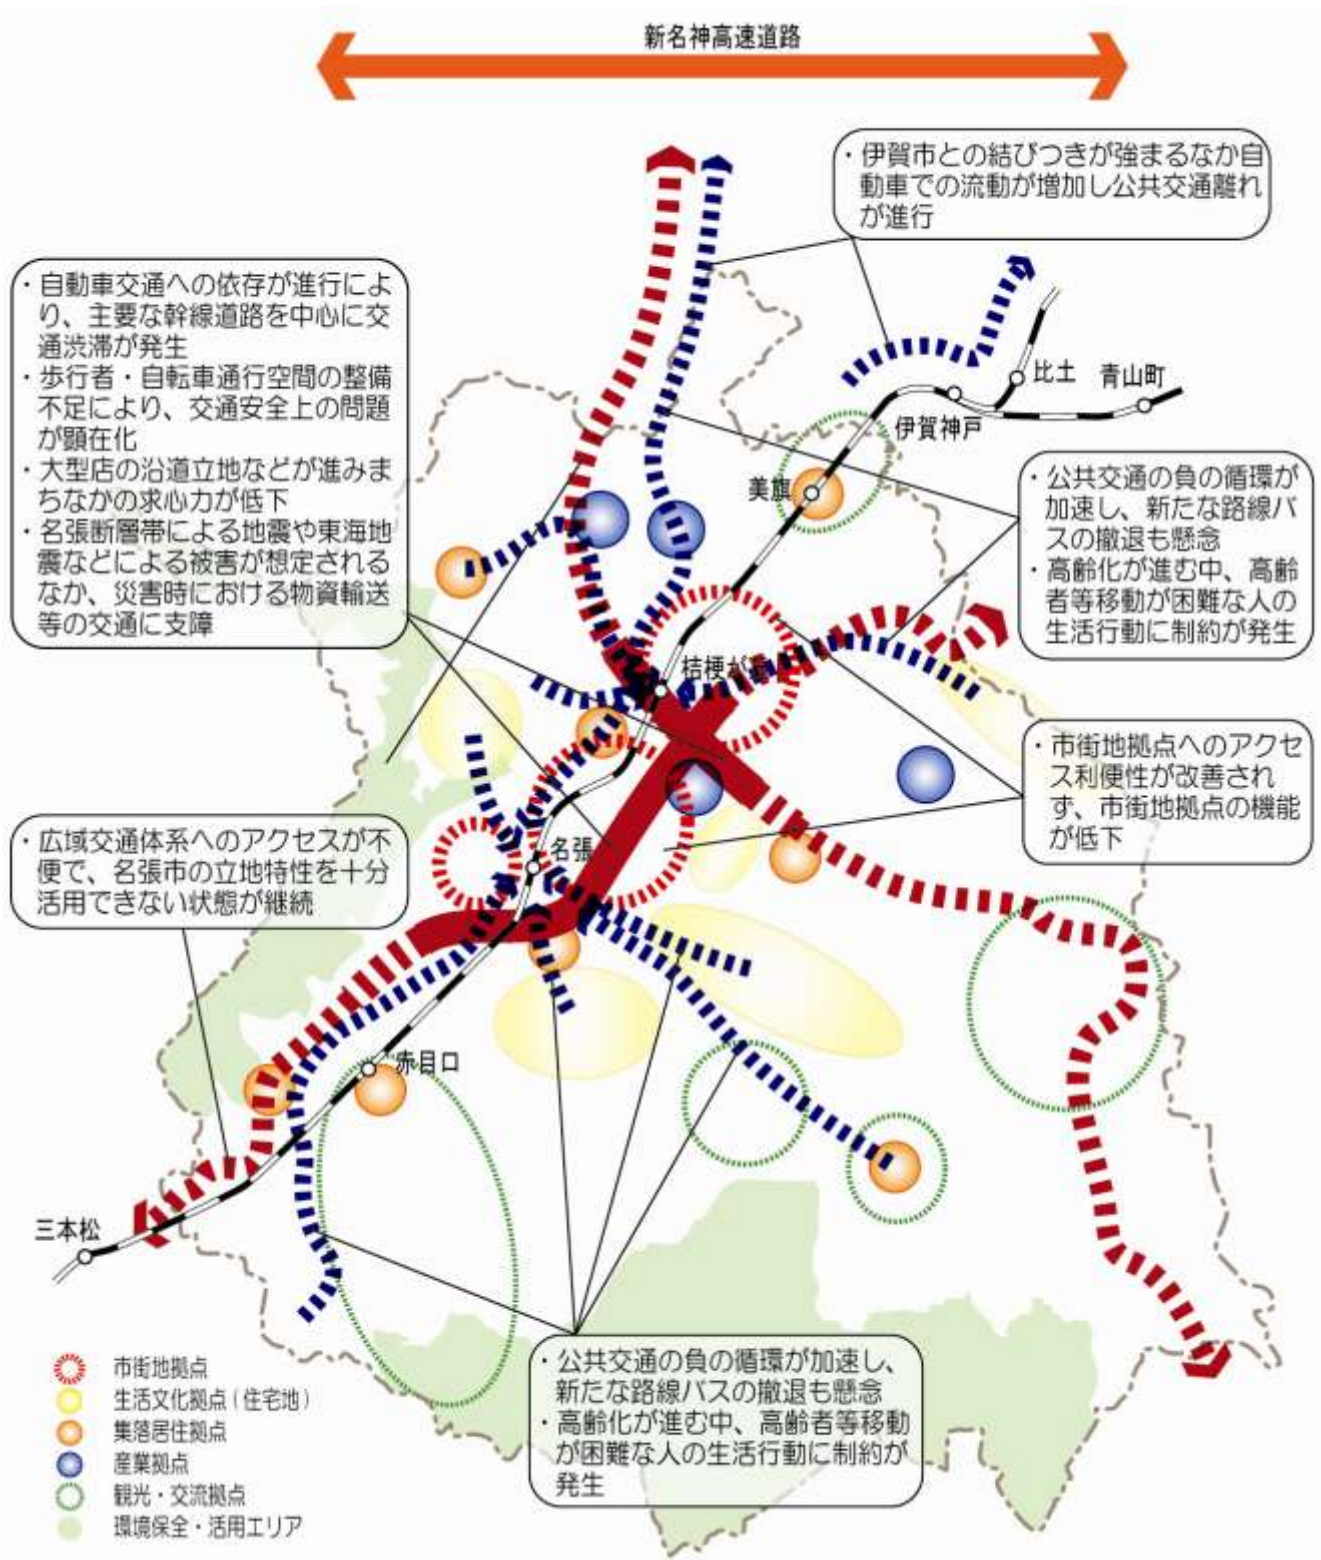 新名神高速道路
・伊賀市との結びつきが強まるなか自
動車での流動が増加し公共交通離れ
が進行
・自動車交通への依存が進行によ
り、主要な幹線道路を中心に交
通渋滞が発生
・歩行者・自転車通行空間の整備
不足により、交通安全上の問題
が顕在化
・大型店の沿道立地などが進みま
ちなかの求心力が低下
・名張断層帯による地震や東海地
震などによる被害が想定される
なか、災害時における物資輸送
等の交通に支障
比土
青山町
伊賀神戸
美旗
・公共交通の負の循環が
加速し、新たな路線バ
スの撤退も懸念
・高齢化が進む中、高齢
者等移動が困難な人の
生活行動に制約が発生
桔梗が丘
・市街地拠点へのアクセ
ス利便性が改善され
ず、市街地拠点の機能
が低下
・広域交通体系へのアクセスが不
便で、名張市の立地特性を十分
活用できない状態が継続
名張
赤目口
三本松
・公共交通の負の循環が加速し、
新たな路線バスの撤退も懸念
・高齢化が進む中、高齢者等移動
が困難な人の生活行動に制約が
発生
市街地拠点
生活文化拠点(住宅地)
集落居住拠点
産業拠点
観光・交流拠点
環境保全・活用エリア